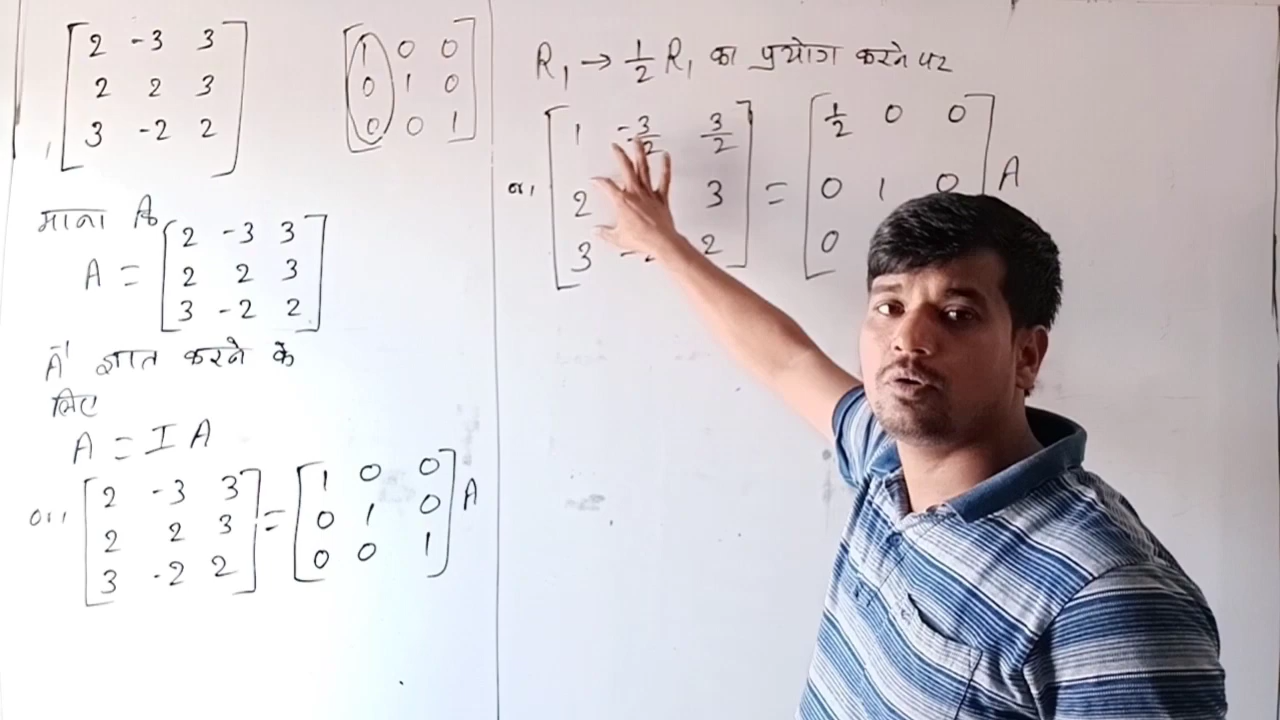 2 -3 3
2 2 3
3 -2 2
1 0 0
0 1 0
0 0 1
माना A
A = 2 -3 3
2 2 3
3 -2 2
A⁻¹ ज्ञात करने के
लिए
A = I A
or, 2 -3 3 = 1 0 0 A
2 2 3 0 1 0
3 -2 2 0 0 1
R₁ → 1/2 R₁ का प्रयोग करने पर
1 -3/2 3/2 1/2 0 0
or, 2 3 = 0 1 0 A
3 -2 2 0